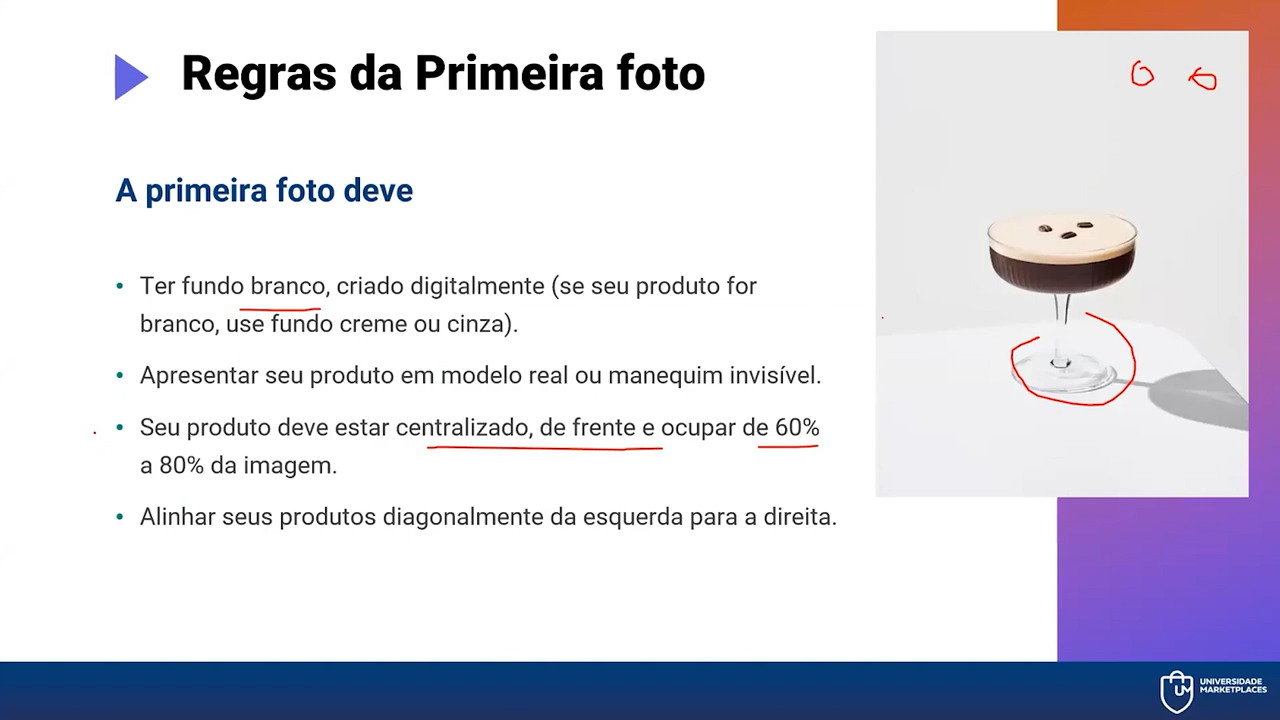 Regras da Primeira foto
A primeira foto deve
• Ter fundo branco, criado digitalmente (se seu produto for
branco, use fundo creme ou cinza).
• Apresentar seu produto em modelo real ou manequim invisível.
• Seu produto deve estar centralizado, de frente e ocupar de 60%
a 80% da imagem.
• Alinhar seus produtos diagonalmente da esquerda para a direita.
UM
UNIVERSIDADE
MARKETPLACES